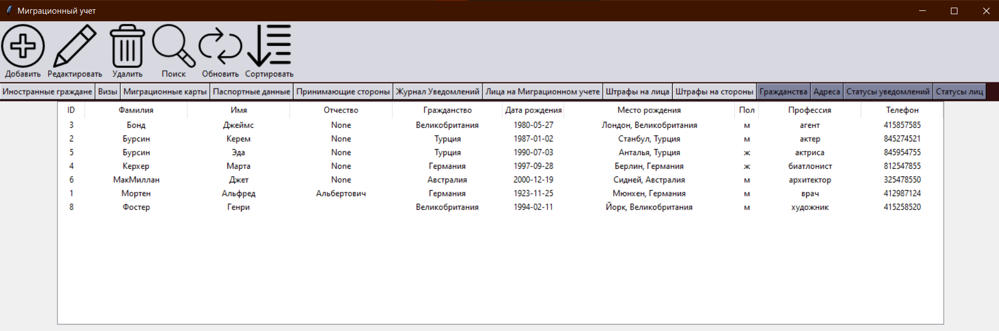 Миграционный учет
Добавить Редактировать Удалить Поиск Обновить Сортировать
Иностранные граждане Визы Миграционные карты Паспортные данные Принимающие стороны Журнал Уведомлений Лица на Миграционном учете Штрафы на лица Штрафы на стороны Гражданства Адреса Статусы уведомлений Статусы лиц
ID Фамилия Имя Отчество Гражданство Дата рождения Место рождения Пол Профессия Телефон
3 Бонд Джеймс None Великобритания 1980-05-27 Лондон, Великобритания м агент 415857585
2 Бурсин Керем None Турция 1987-01-02 Станбул, Турция м актер 845274521
5 Бурсин Эда None Турция 1990-07-03 Анталья, Турция ж актриса 845954755
4 Керхер Марта None Германия 1997-09-28 Берлин, Германия ж биатлонист 812547855
6 МакМиллан Джет None Австралия 2000-12-19 Сидней, Австралия м архитектор 325478550
1 Мортен Альфред Альбертович Германия 1923-11-25 Мюнхен, Германия м врач 412987124
8 Фостер Генри Великобритания 1994-02-11 Йорк, Великобритания м художник 415258520